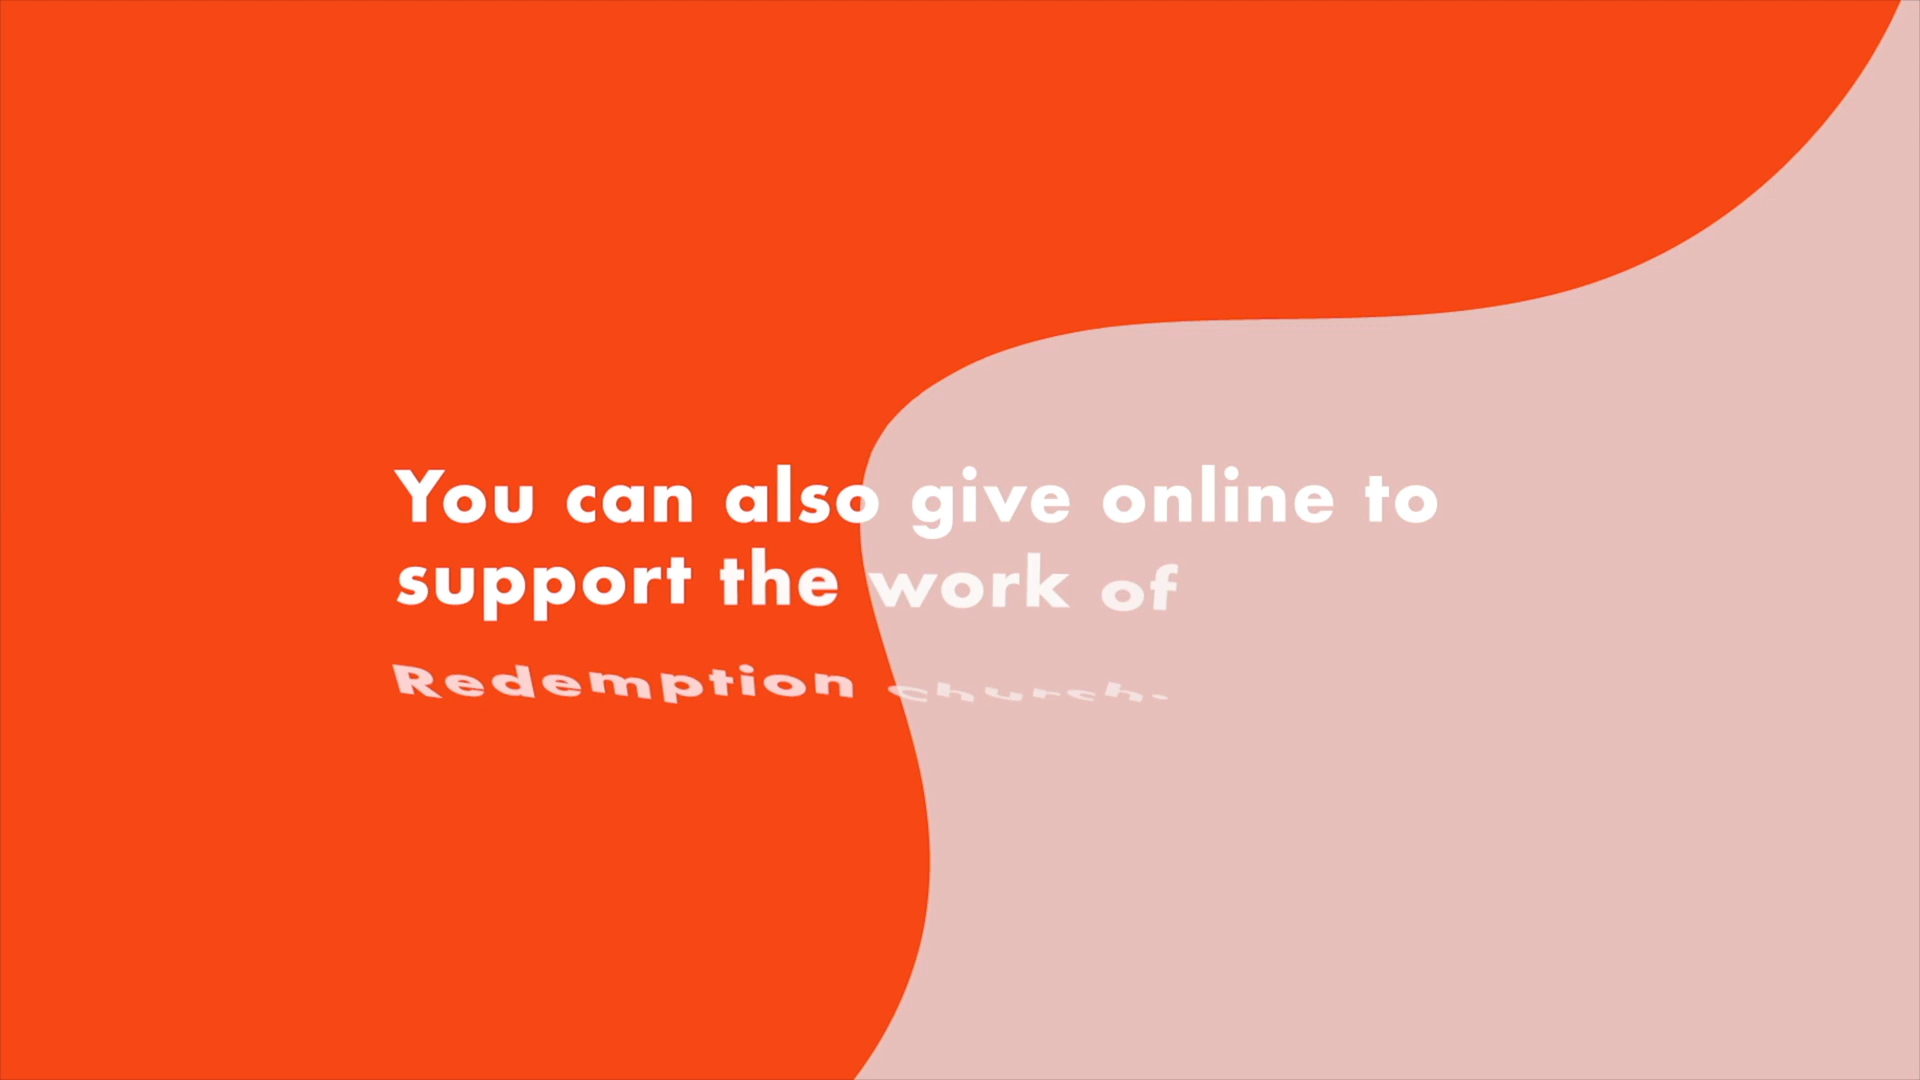 You can also give online to
support the work of
Redemption church.